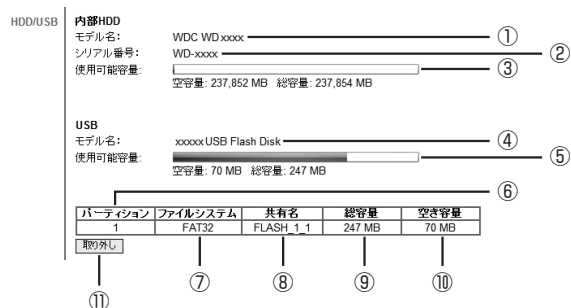 HDD/USB 内部HDD
モデル名: WDC WD xxxx ①
シリアル番号: WD-xxxx ②
使用可能容量: ③
空容量: 237,852 MB 総容量: 237,854 MB
USB
モデル名: xxxxx USB Flash Disk ④
使用可能容量: ⑤
空容量: 70 MB 総容量: 247 MB
⑥
パーティション ファイルシステム 共有名 総容量 空き容量
1 FAT32 FLASH_1_1 247 MB 70 MB
取り外し
⑦ ⑧ ⑨ ⑩
⑪